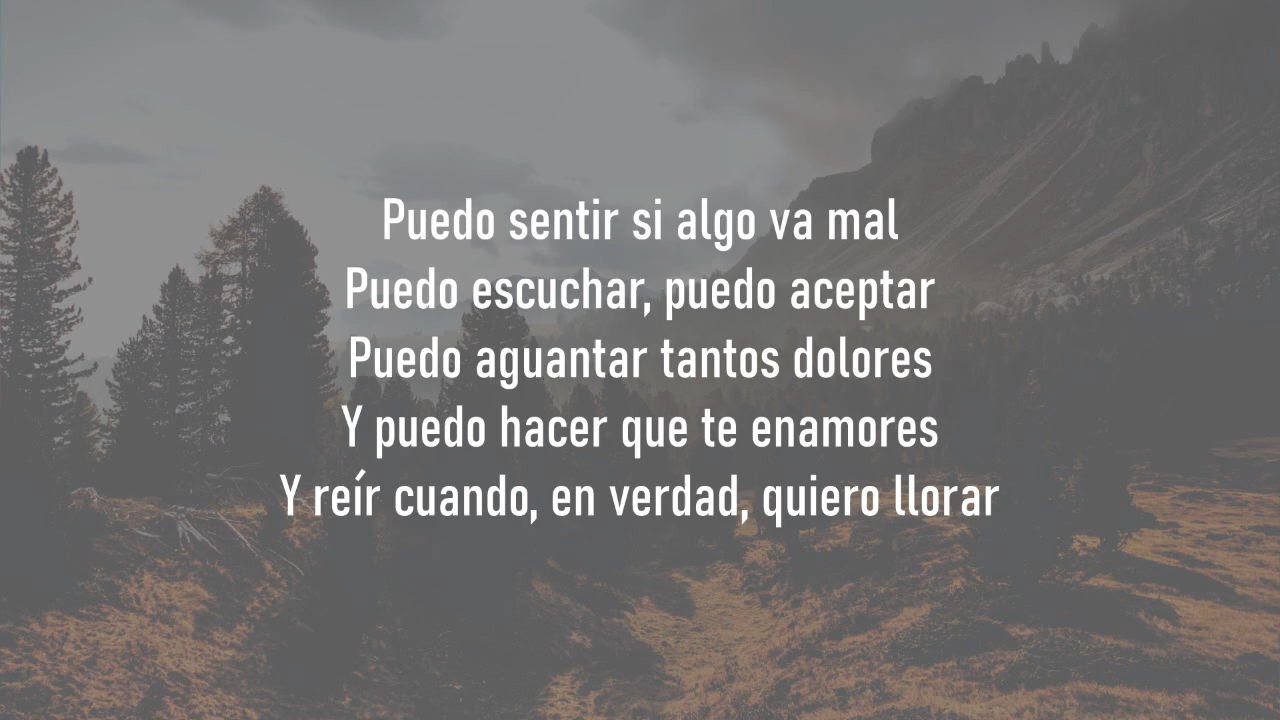 Puedo sentir si algo va mal
Puedo escuchar, puedo aceptar
Puedo aguantar tantos dolores
Y puedo hacer que te enamores
Y reír cuando, en verdad, quiero llorar